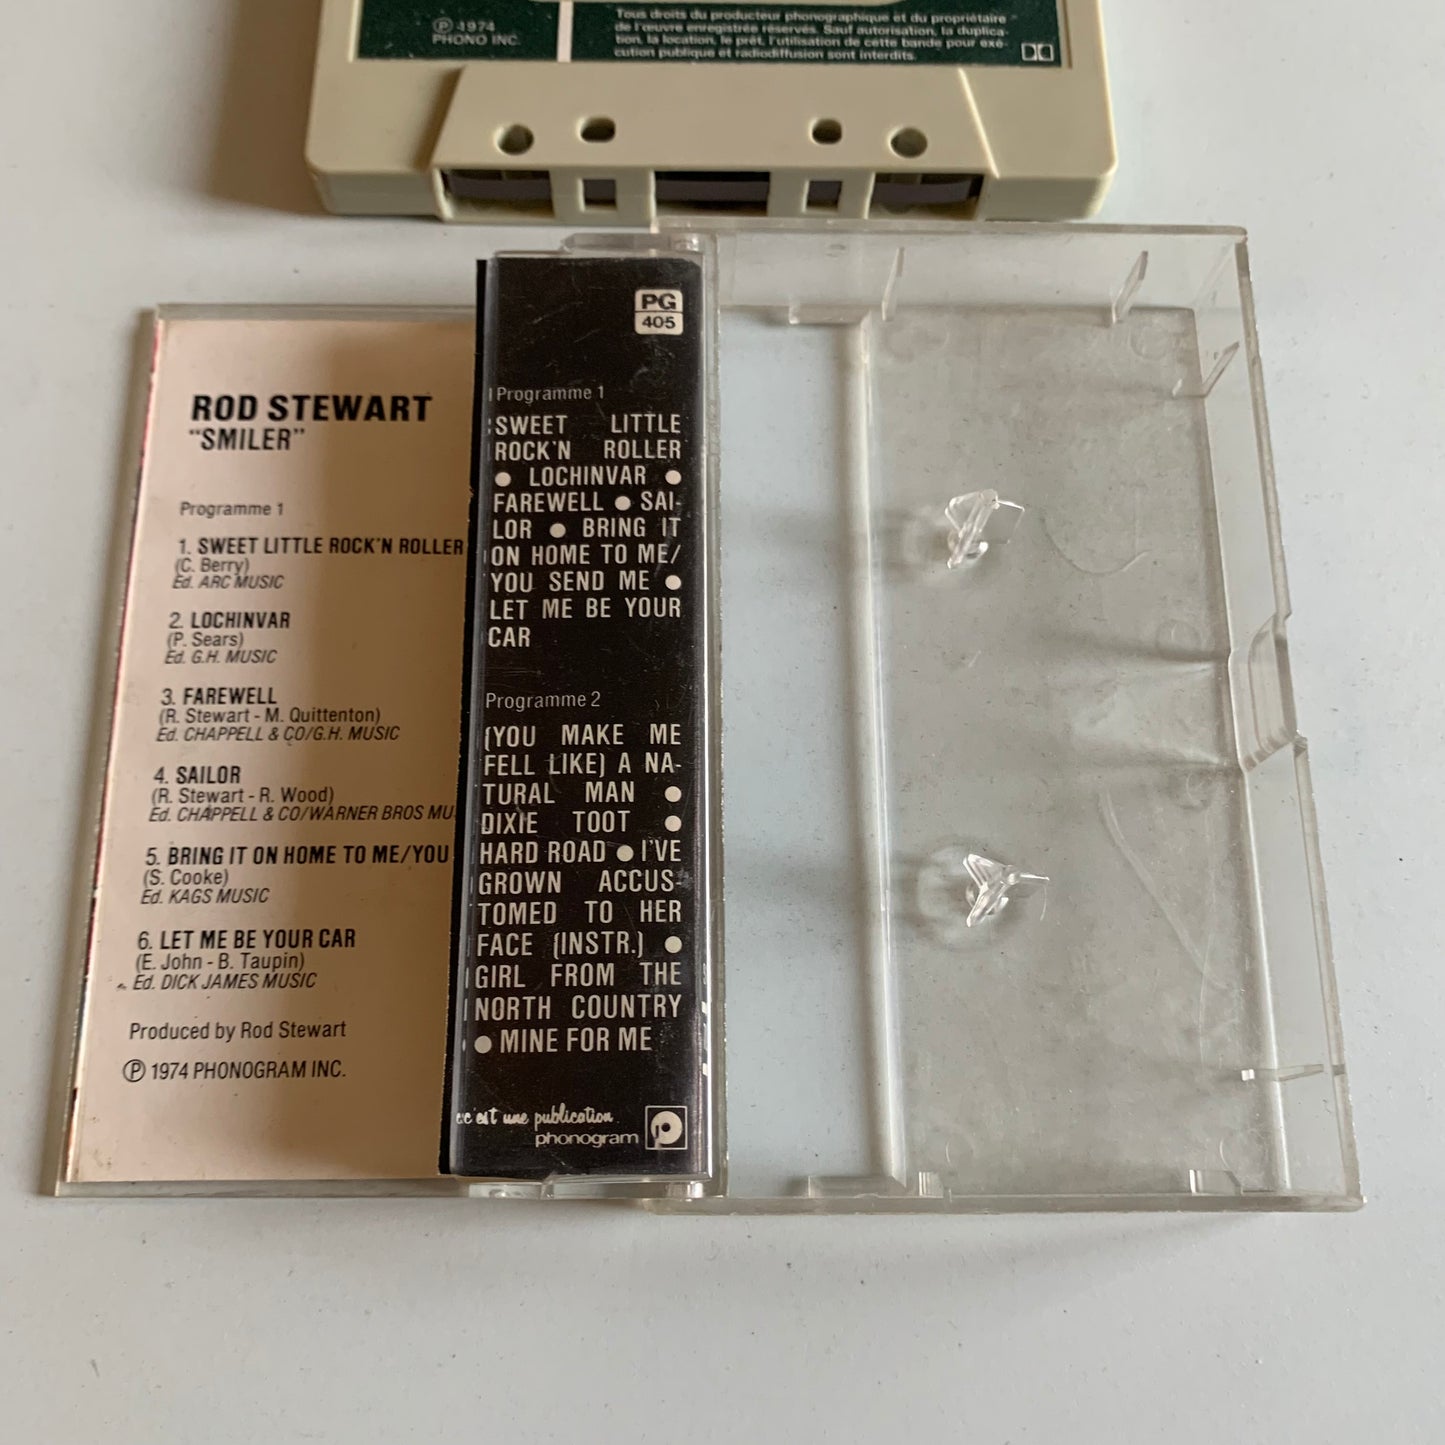 Ⓟ 1974
PHONO INC.
Tous droits du producteur phonographique et du propriétaire
de l'œuvre enregistrée réservés. Sauf autorisation, la duplica-
tion, la location, le prêt, l'utilisation de cette bande pour exé-
cution publique et radiodiffusion sont interdits.
ROD STEWART
"SMILER"
Programme 1
1. SWEET LITTLE ROCK'N ROLLER
(C. Berry)
Ed. ARC MUSIC
2. LOCHINVAR
(P. Sears)
Ed. G.H. MUSIC
3. FAREWELL
(R. Stewart - M. Quittenton)
Ed. CHAPPELL & CO/G.H. MUSIC
4. SAILOR
(R. Stewart - R. Wood)
Ed. CHAPPELL & CO/WARNER BROS MU
5. BRING IT ON HOME TO ME/YOU
(S. Cooke)
Ed. KAGS MUSIC
6. LET ME BE YOUR CAR
(E. John - B. Taupin)
Ed. DICK JAMES MUSIC
Produced by Rod Stewart
Ⓟ 1974 PHONOGRAM INC.
PG
405
Programme 1
SWEET LITTLE
ROCK'N ROLLER
● LOCHINVAR ●
FAREWELL ● SAI-
LOR ● BRING IT
ON HOME TO ME/
YOU SEND ME ●
LET ME BE YOUR
CAR
Programme 2
(YOU MAKE ME
FELL LIKE) A NA-
TURAL MAN ●
DIXIE TOOT ●
HARD ROAD ● I'VE
GROWN ACCUS-
TOMED TO HER
FACE (INSTR.) ●
GIRL FROM THE
NORTH COUNTRY
● MINE FOR ME
c'est une publication
phonogram